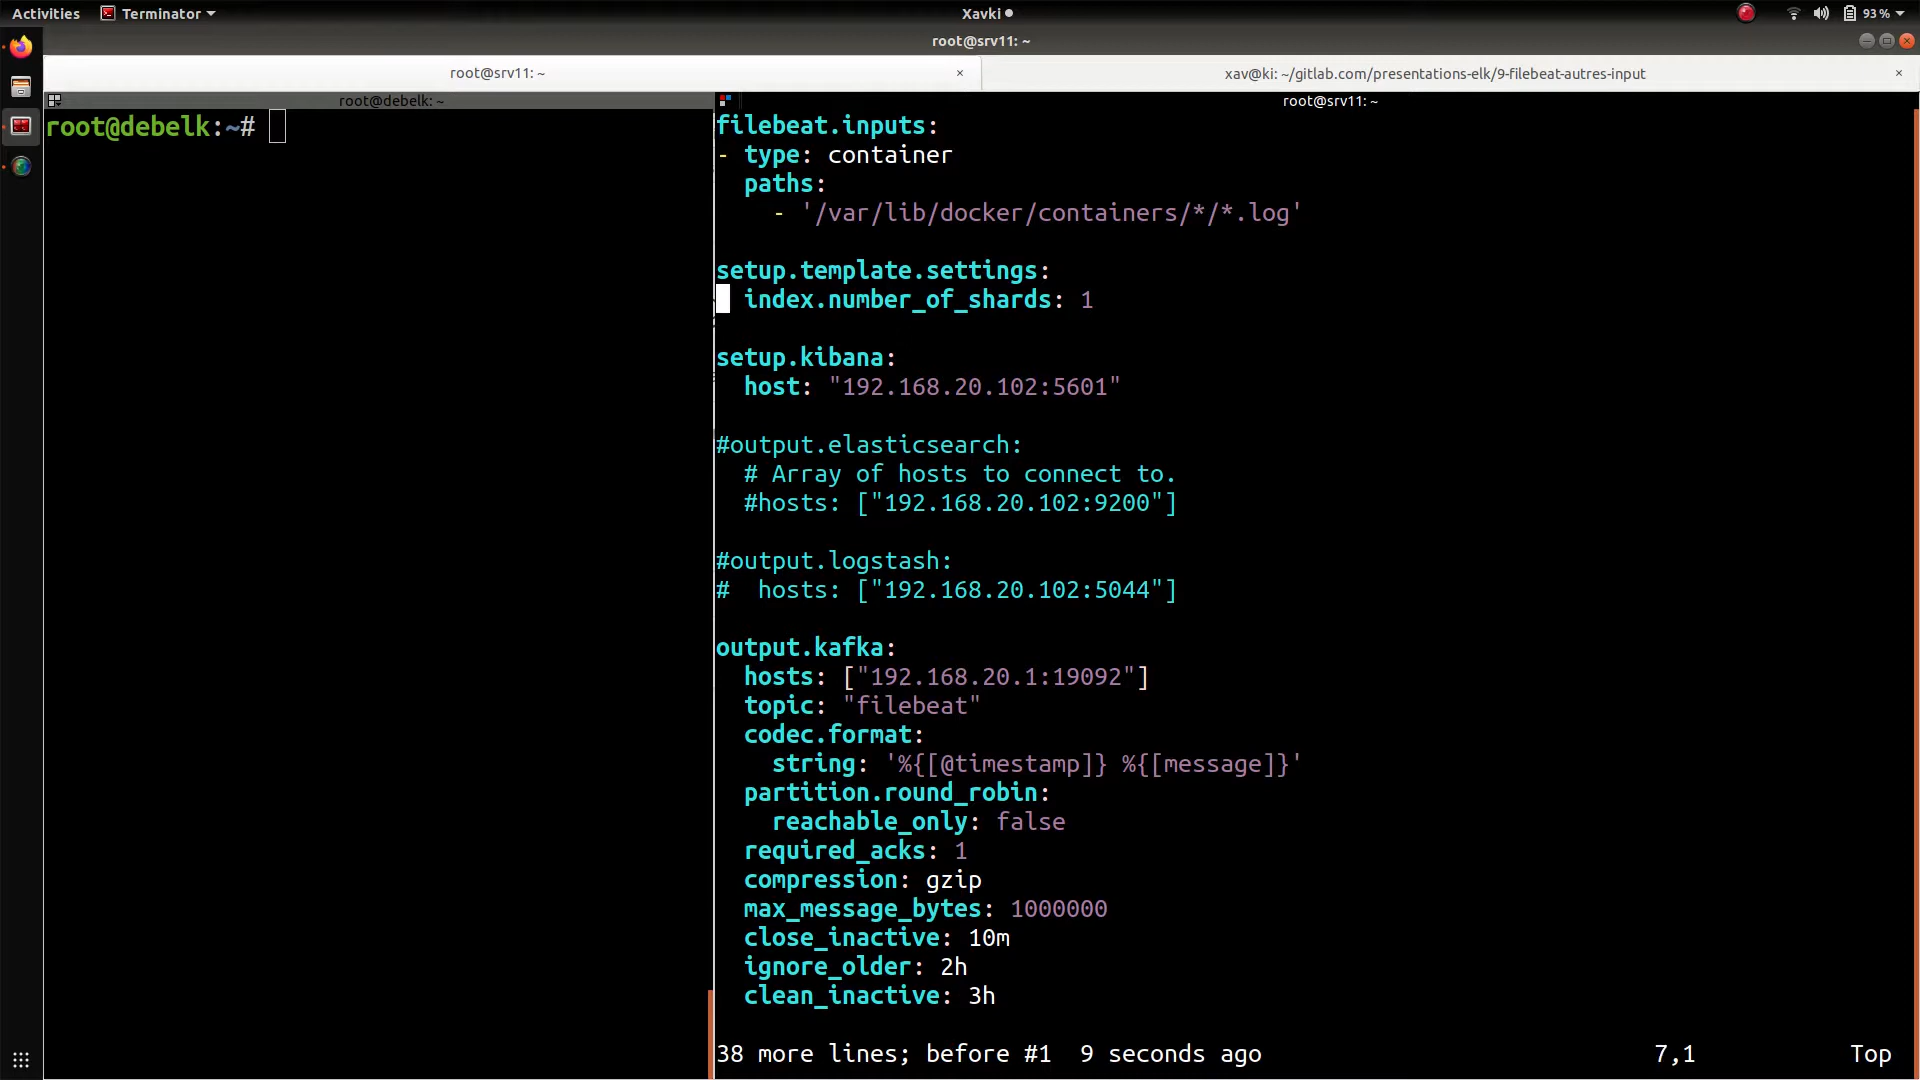 Activities
Terminator
Xavki
93%
root@srv11: ~
root@srv11: ~
xav@ki: ~/gitlab.com/presentations-elk/9-filebeat-autres-input
root@debelk: ~
root@debelk:~#
root@srv11: ~
filebeat.inputs:
- type: container
  paths:
    - '/var/lib/docker/containers/*/*.log'
setup.template.settings:
  index.number_of_shards: 1
setup.kibana:
  host: "192.168.20.102:5601"
#output.elasticsearch:
  # Array of hosts to connect to.
  #hosts: ["192.168.20.102:9200"]
#output.logstash:
#  hosts: ["192.168.20.102:5044"]
output.kafka:
  hosts: ["192.168.20.1:19092"]
  topic: "filebeat"
  codec.format:
    string: '%{[@timestamp]} %{[message]}'
  partition.round_robin:
    reachable_only: false
  required_acks: 1
  compression: gzip
  max_message_bytes: 1000000
  close_inactive: 10m
  ignore_older: 2h
  clean_inactive: 3h
38 more lines; before #1  9 seconds ago
7,1
Top